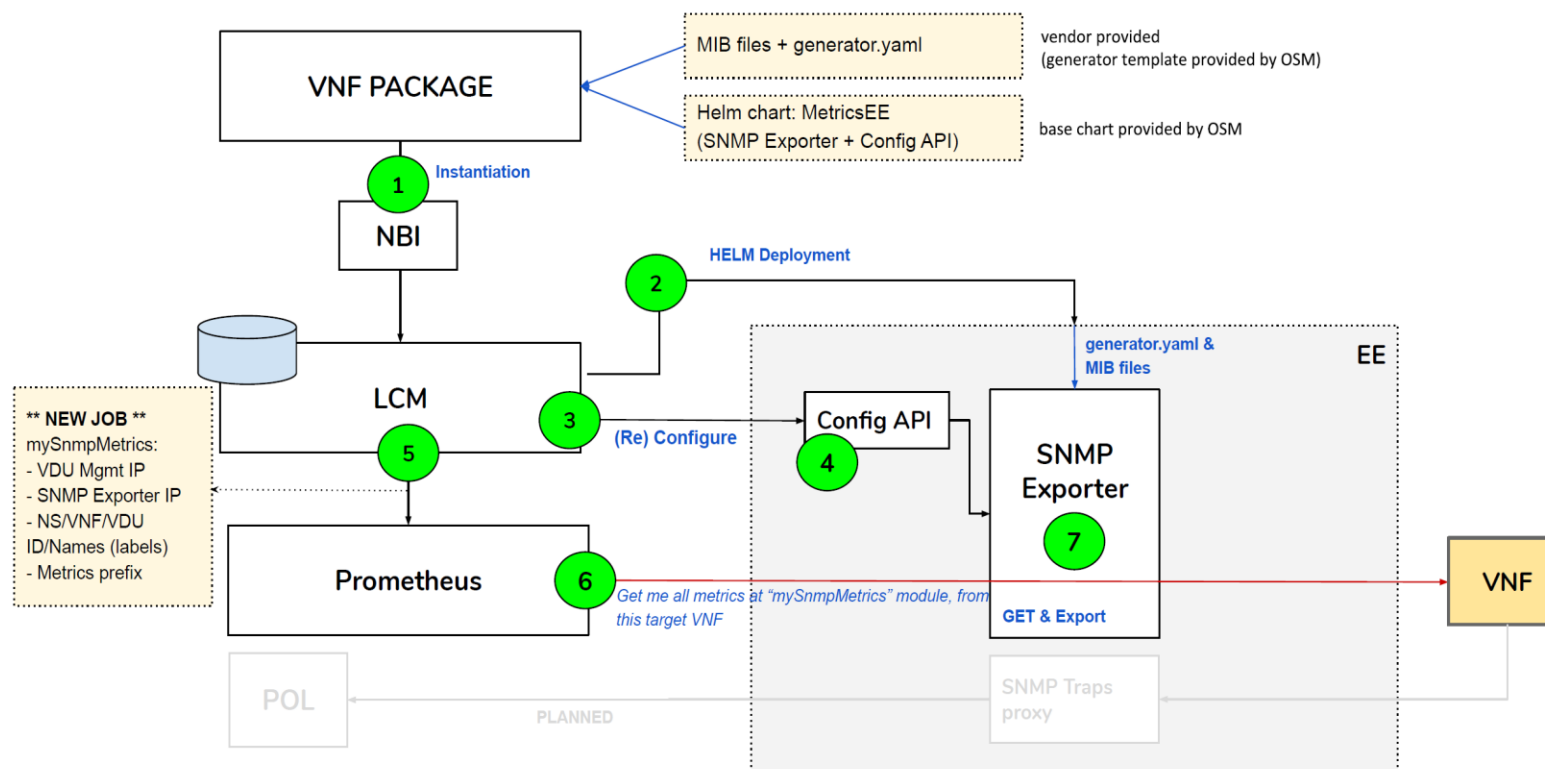 VNF PACKAGE
MIB files + generator.yaml
vendor provided
(generator template provided by OSM)
Helm chart: MetricsEE
(SNMP Exporter + Config API)
base chart provided by OSM
1
Instantiation
NBI
2
HELM Deployment
LCM
3
(Re) Configure
5
EE
generator.yaml &
MIB files
Config API
4
SNMP
Exporter
7
GET & Export
** NEW JOB **
mySnmpMetrics:
- VDU Mgmt IP
- SNMP Exporter IP
- NS/VNF/VDU
ID/Names (labels)
- Metrics prefix
Prometheus
6
Get me all metrics at “mySnmpMetrics” module, from
this target VNF
VNF
POL
PLANNED
SNMP Traps
proxy